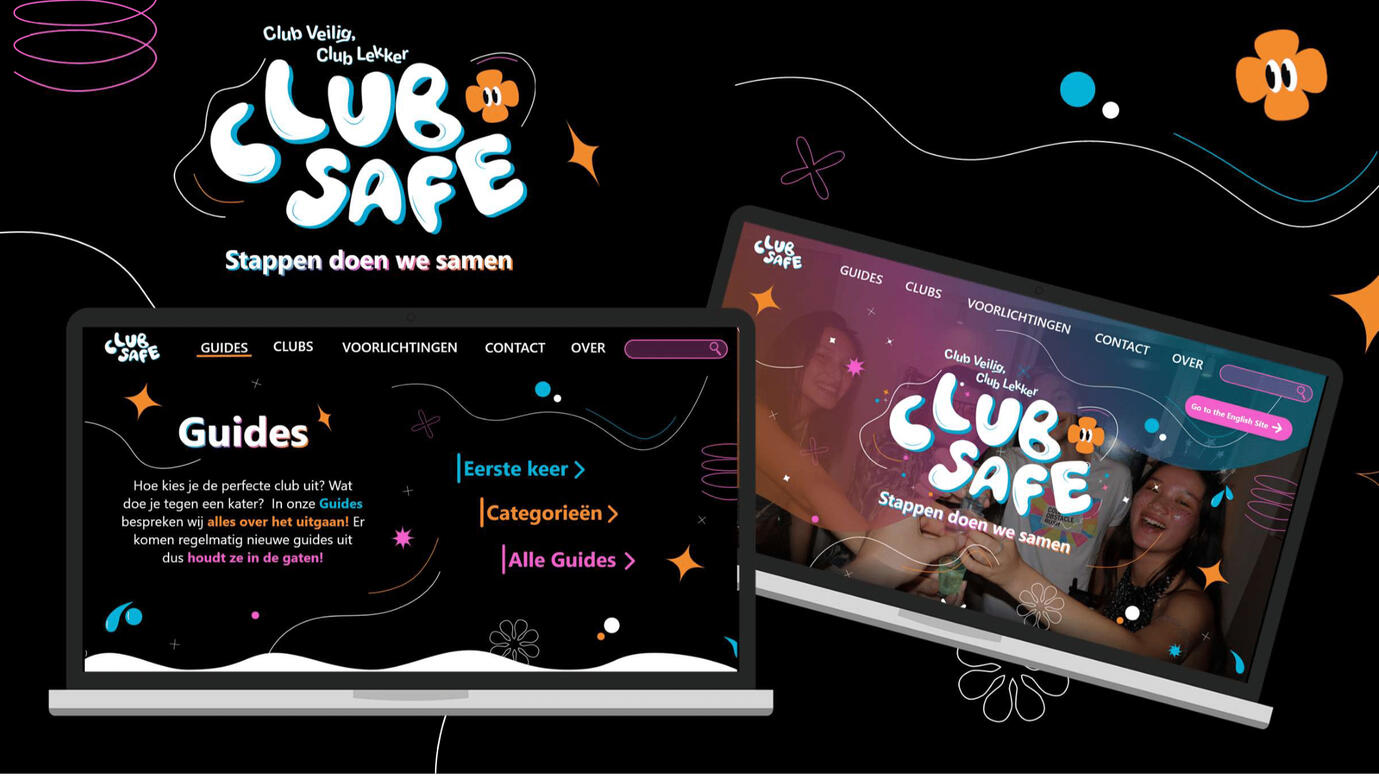 Club Veilig,
Club Lekker
CLUB
SAFE
Stappen doen we samen
CLUB
SAFE
GUIDES
CLUBS
VOORLICHTINGEN
CONTACT
OVER
Guides
Hoe kies je de perfecte club uit? Wat
doe je tegen een kater? In onze Guides
bespreken wij alles over het uitgaan! Er
komen regelmatig nieuwe guides uit
dus houdt ze in de gaten!
Eerste keer
Categorieën
Alle Guides
CLUB
SAFE
GUIDES
CLUBS
VOORLICHTINGEN
CONTACT
OVER
Go to the English Site
Club Veilig,
Club Lekker
CLUB
SAFE
Stappen doen we samen
OBSTACLE